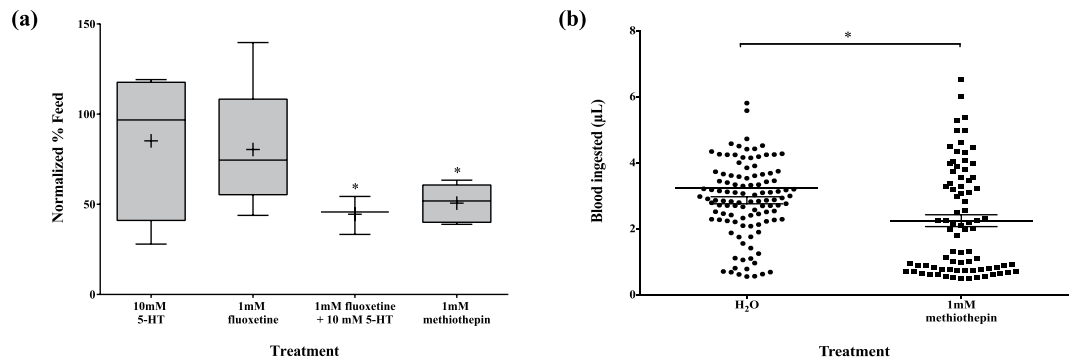 (a)
150
100
50
0
Normalized % Feed
*
*
10mM
5-HT
1mM
fluoxetine
1mM fluoxetine
+ 10 mM 5-HT
1mM
methiothepin
Treatment
(b)
8
6
4
2
0
Blood ingested (µL)
*
H₂O
1mM
methiothepin
Treatment